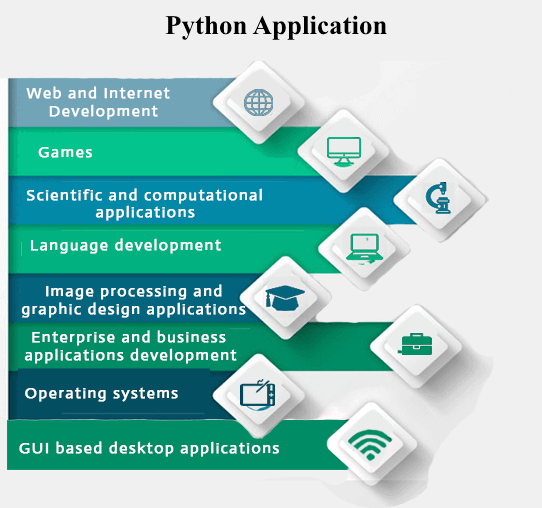 Python Application
Web and Internet
Development
Games
Scientific and computational
applications
Language development
Image processing and
graphic design applications
Enterprise and business
applications development
Operating systems
GUI based desktop applications